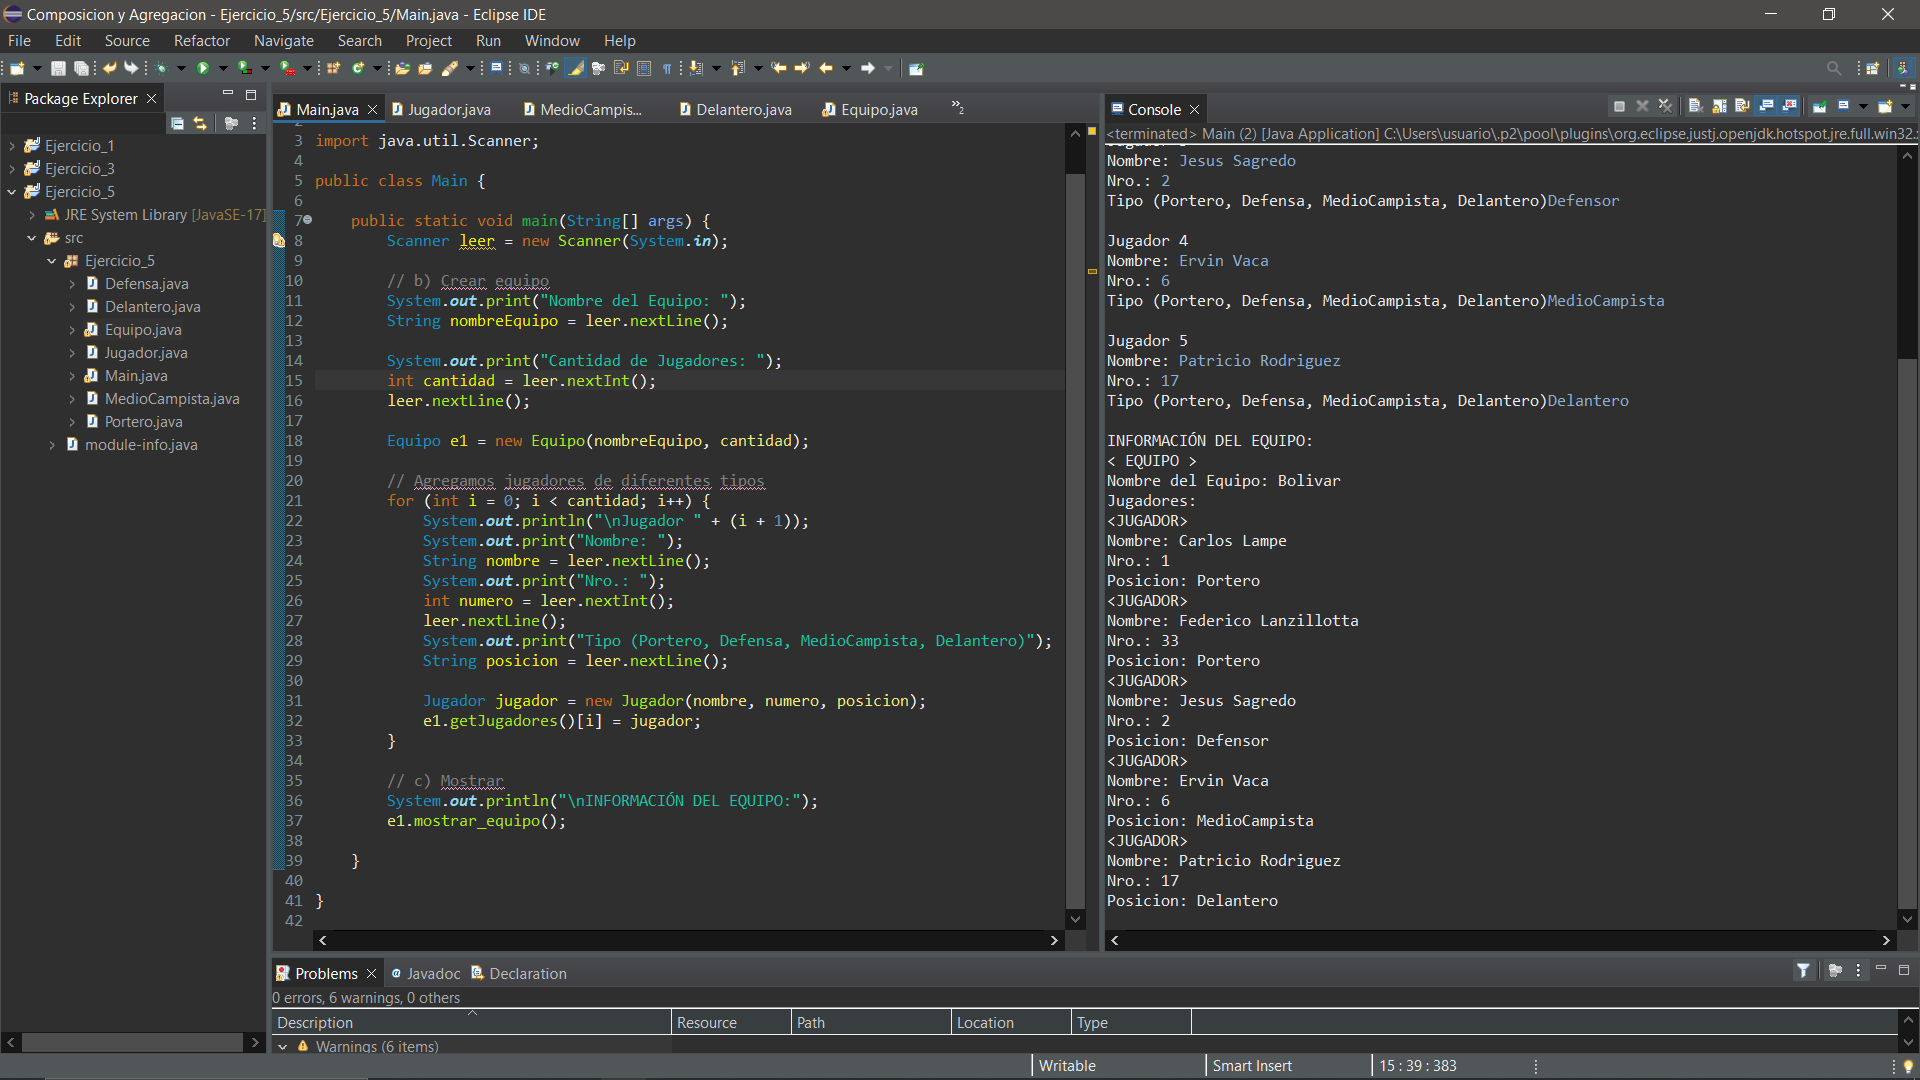 Composicion y Agregacion - Ejercicio_5/src/Ejercicio_5/Main.java - Eclipse IDE
File Edit Source Refactor Navigate Search Project Run Window Help
Package Explorer
Ejercicio_1
Ejercicio_3
Ejercicio_5
JRE System Library [JavaSE-17]
src
Ejercicio_5
Defensa.java
Delantero.java
Equipo.java
Jugador.java
Main.java
MedioCampista.java
Portero.java
module-info.java
Main.java Jugador.java MedioCampis... Delantero.java Equipo.java »2
3 import java.util.Scanner;
4
5 public class Main {
6
7 public static void main(String[] args) {
8 Scanner leer = new Scanner(System.in);
9
10 // b) Crear equipo
11 System.out.print("Nombre del Equipo: ");
12 String nombreEquipo = leer.nextLine();
13
14 System.out.print("Cantidad de Jugadores: ");
15 int cantidad = leer.nextInt();
16 leer.nextLine();
17
18 Equipo e1 = new Equipo(nombreEquipo, cantidad);
19
20 // Agregamos jugadores de diferentes tipos
21 for (int i = 0; i < cantidad; i++) {
22 System.out.println("\nJugador " + (i + 1));
23 System.out.print("Nombre: ");
24 String nombre = leer.nextLine();
25 System.out.print("Nro.: ");
26 int numero = leer.nextInt();
27 leer.nextLine();
28 System.out.print("Tipo (Portero, Defensa, MedioCampista, Delantero)");
29 String posicion = leer.nextLine();
30
31 Jugador jugador = new Jugador(nombre, numero, posicion);
32 e1.getJugadores()[i] = jugador;
33 }
34
35 // c) Mostrar
36 System.out.println("\nINFORMACIÓN DEL EQUIPO:");
37 e1.mostrar_equipo();
38
39 }
40
41 }
42
Console
<terminated> Main (2) [Java Application] C:\Users\usuario\.p2\pool\plugins\org.eclipse.justj.openjdk.hotspot.jre.full.win32.
Nombre: Jesus Sagredo
Nro.: 2
Tipo (Portero, Defensa, MedioCampista, Delantero)Defensor
Jugador 4
Nombre: Ervin Vaca
Nro.: 6
Tipo (Portero, Defensa, MedioCampista, Delantero)MedioCampista
Jugador 5
Nombre: Patricio Rodriguez
Nro.: 17
Tipo (Portero, Defensa, MedioCampista, Delantero)Delantero
INFORMACIÓN DEL EQUIPO:
< EQUIPO >
Nombre del Equipo: Bolivar
Jugadores:
<JUGADOR>
Nombre: Carlos Lampe
Nro.: 1
Posicion: Portero
<JUGADOR>
Nombre: Federico Lanzillotta
Nro.: 33
Posicion: Portero
<JUGADOR>
Nombre: Jesus Sagredo
Nro.: 2
Posicion: Defensor
<JUGADOR>
Nombre: Ervin Vaca
Nro.: 6
Posicion: MedioCampista
<JUGADOR>
Nombre: Patricio Rodriguez
Nro.: 17
Posicion: Delantero
Problems Javadoc Declaration
0 errors, 6 warnings, 0 others
Description Resource Path Location Type
Warnings (6 items)
Writable Smart Insert 15 : 39 : 383